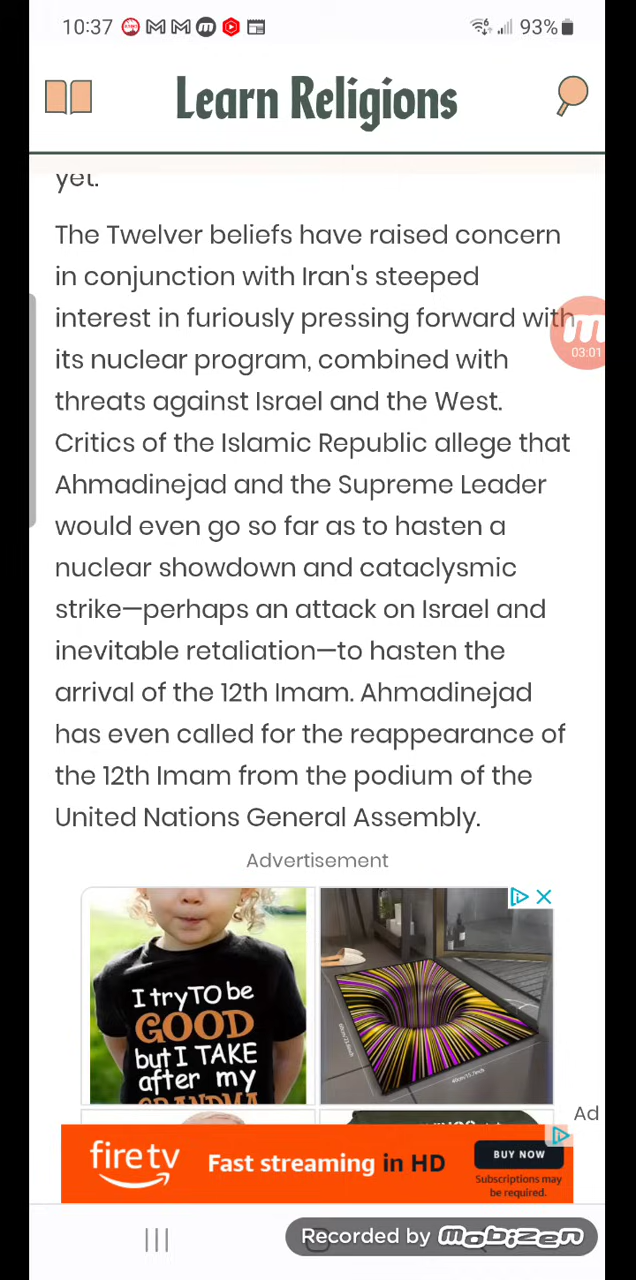 10:37
93%
Learn Religions
yet.
The Twelver beliefs have raised concern
in conjunction with Iran's steeped
interest in furiously pressing forward with
its nuclear program, combined with
threats against Israel and the West.
Critics of the Islamic Republic allege that
Ahmadinejad and the Supreme Leader
would even go so far as to hasten a
nuclear showdown and cataclysmic
strike—perhaps an attack on Israel and
inevitable retaliation—to hasten the
arrival of the 12th Imam. Ahmadinejad
has even called for the reappearance of
the 12th Imam from the podium of the
United Nations General Assembly.
03:01
Advertisement
I try TO be
GOOD
but I TAKE
after my
GRANDMA
Ad
fire tv
Fast streaming in HD
BUY NOW
Subscriptions may
be required.
Recorded by mobizen